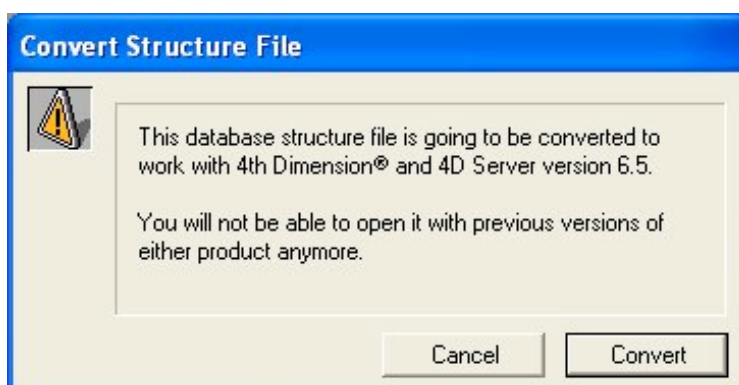 Convert Structure File
This database structure file is going to be converted to
work with 4th Dimension® and 4D Server version 6.5.
You will not be able to open it with previous versions of
either product anymore.
Cancel
Convert